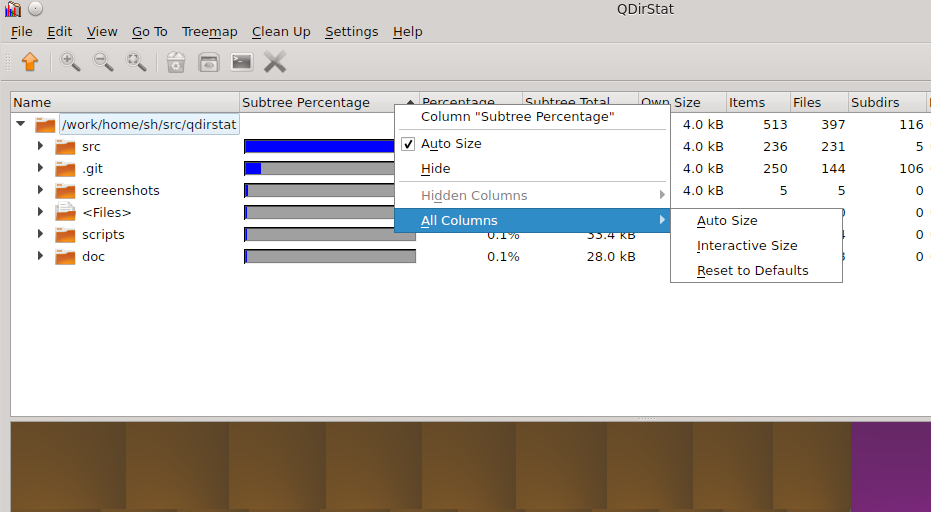 QDirStat
File Edit View Go To Treemap Clean Up Settings Help
Name Subtree Percentage Percentage Subtree Total Own Size Items Files Subdirs
/work/home/sh/src/qdirstat 4.0 kB 513 397 116
src 4.0 kB 236 231 5
.git 4.0 kB 250 144 106
screenshots 4.0 kB 5 5 0
<Files> 0
scripts 0.1% 33.4 kB 0
doc 0.1% 28.0 kB 0
Column "Subtree Percentage"
Auto Size
Hide
Hidden Columns
All Columns
Auto Size
Interactive Size
Reset to Defaults